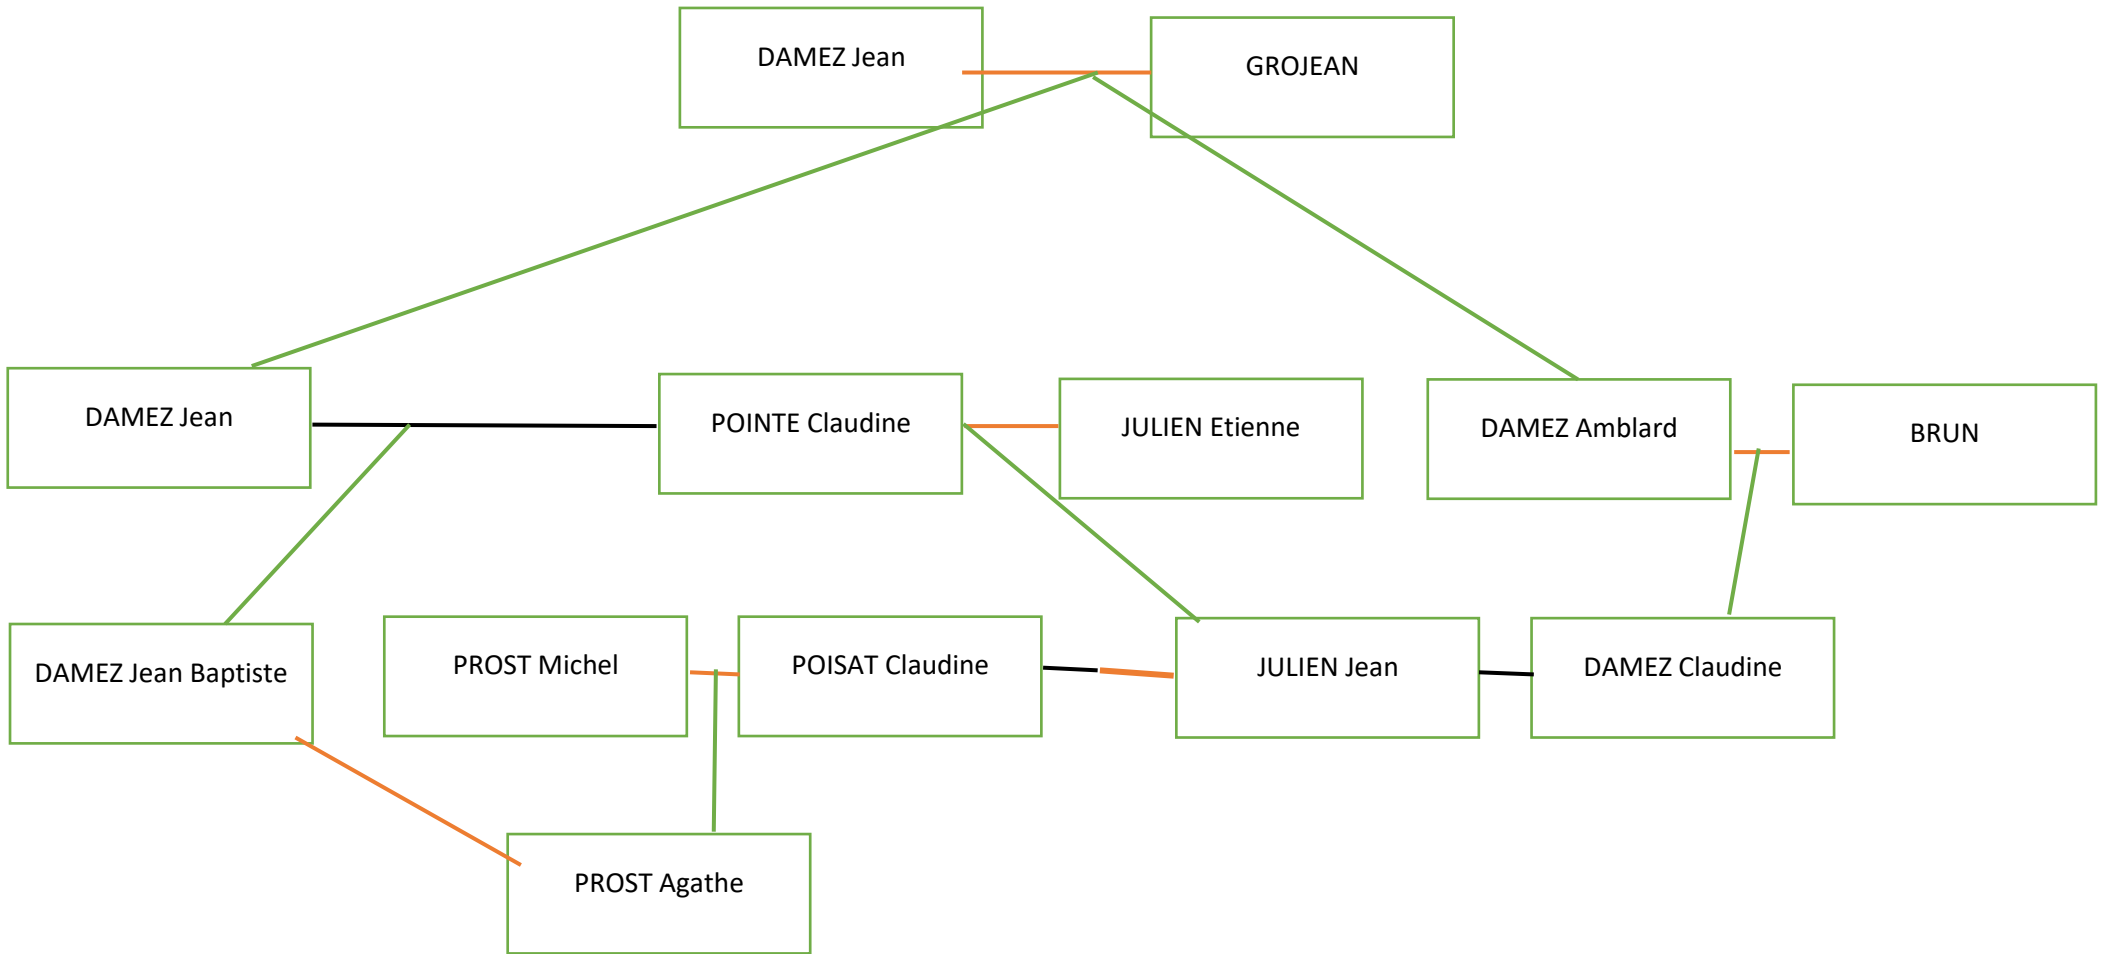 DAMEZ Jean
GROJEAN
DAMEZ Jean
POINTE Claudine
JULIEN Etienne
DAMEZ Amblard
BRUN
DAMEZ Jean Baptiste
PROST Michel
POISAT Claudine
JULIEN Jean
DAMEZ Claudine
PROST Agathe